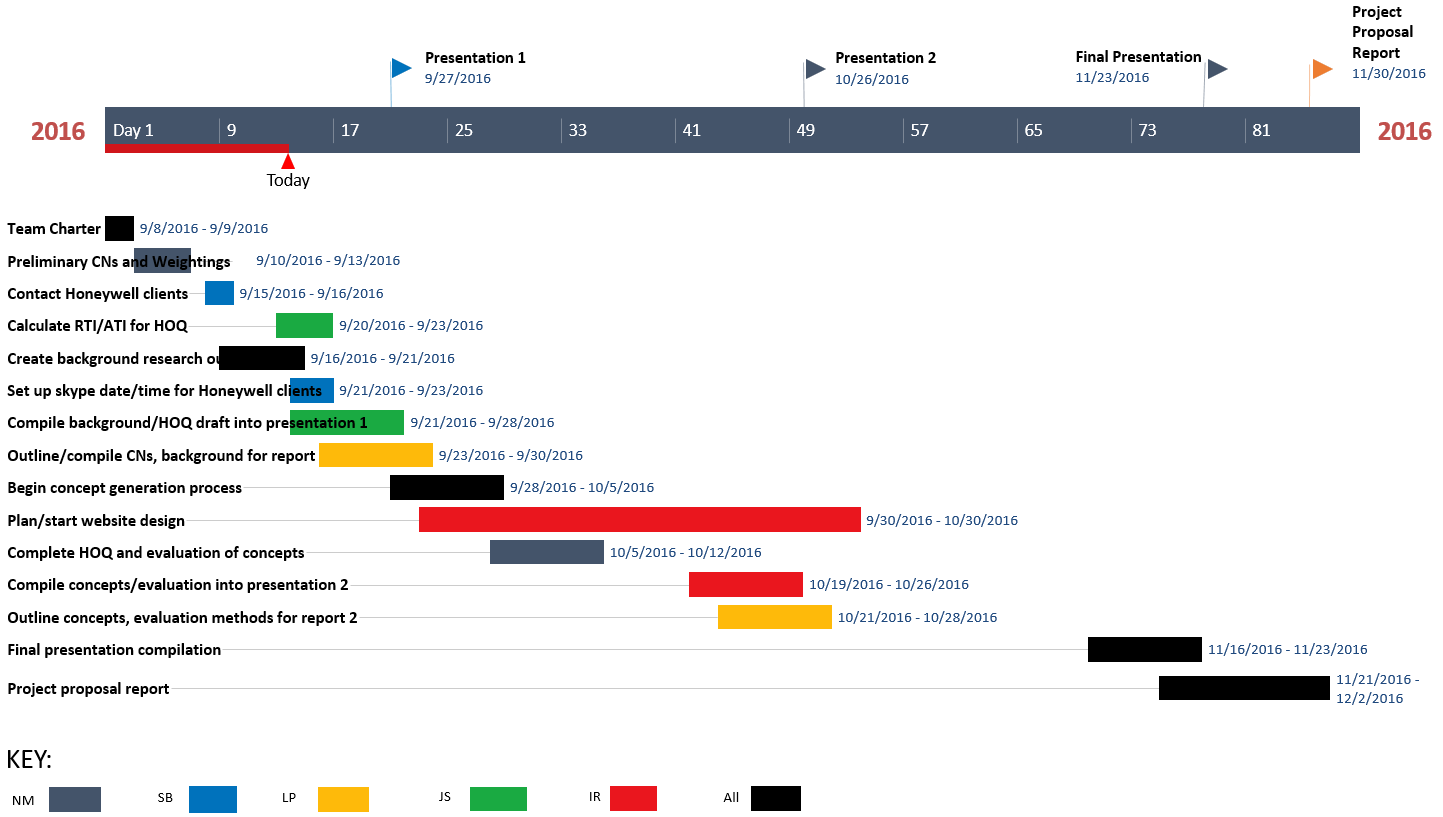 Project
Proposal
Report
11/30/2016
Presentation 1
9/27/2016
Presentation 2
10/26/2016
Final Presentation
11/23/2016
2016
Day 1 9 17 25 33 41 49 57 65 73 81
2016
Today
Team Charter 9/8/2016 - 9/9/2016
Preliminary CNs and Weightings 9/10/2016 - 9/13/2016
Contact Honeywell clients 9/15/2016 - 9/16/2016
Calculate RTI/ATI for HOQ 9/20/2016 - 9/23/2016
Create background research 9/16/2016 - 9/21/2016
Set up skype date/time for Honeywell clients 9/21/2016 - 9/23/2016
Compile background/HOQ draft into presentation 1 9/21/2016 - 9/28/2016
Outline/compile CNs, background for report 9/23/2016 - 9/30/2016
Begin concept generation process 9/28/2016 - 10/5/2016
Plan/start website design 9/30/2016 - 10/30/2016
Complete HOQ and evaluation of concepts 10/5/2016 - 10/12/2016
Compile concepts/evaluation into presentation 2 10/19/2016 - 10/26/2016
Outline concepts, evaluation methods for report 2 10/21/2016 - 10/28/2016
Final presentation compilation 11/16/2016 - 11/23/2016
Project proposal report 11/21/2016 -
12/2/2016
KEY:
NM SB LP JS IR All